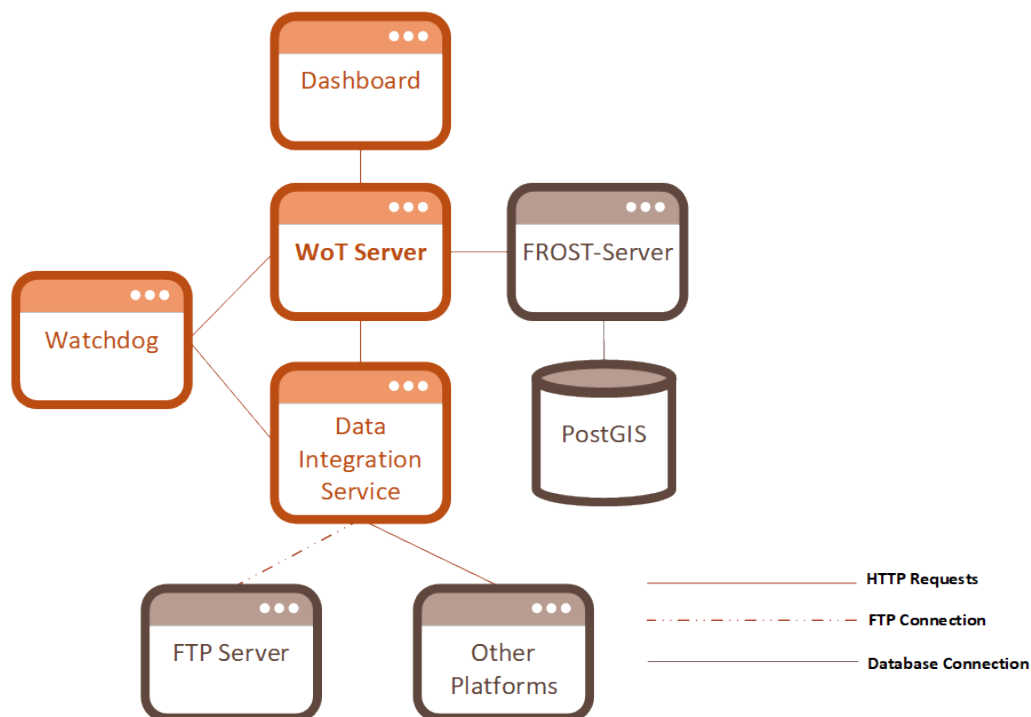 Dashboard
WoT Server
FROST-Server
Watchdog
Data
Integration
Service
PostGIS
FTP Server
Other
Platforms
HTTP Requests
FTP Connection
Database Connection